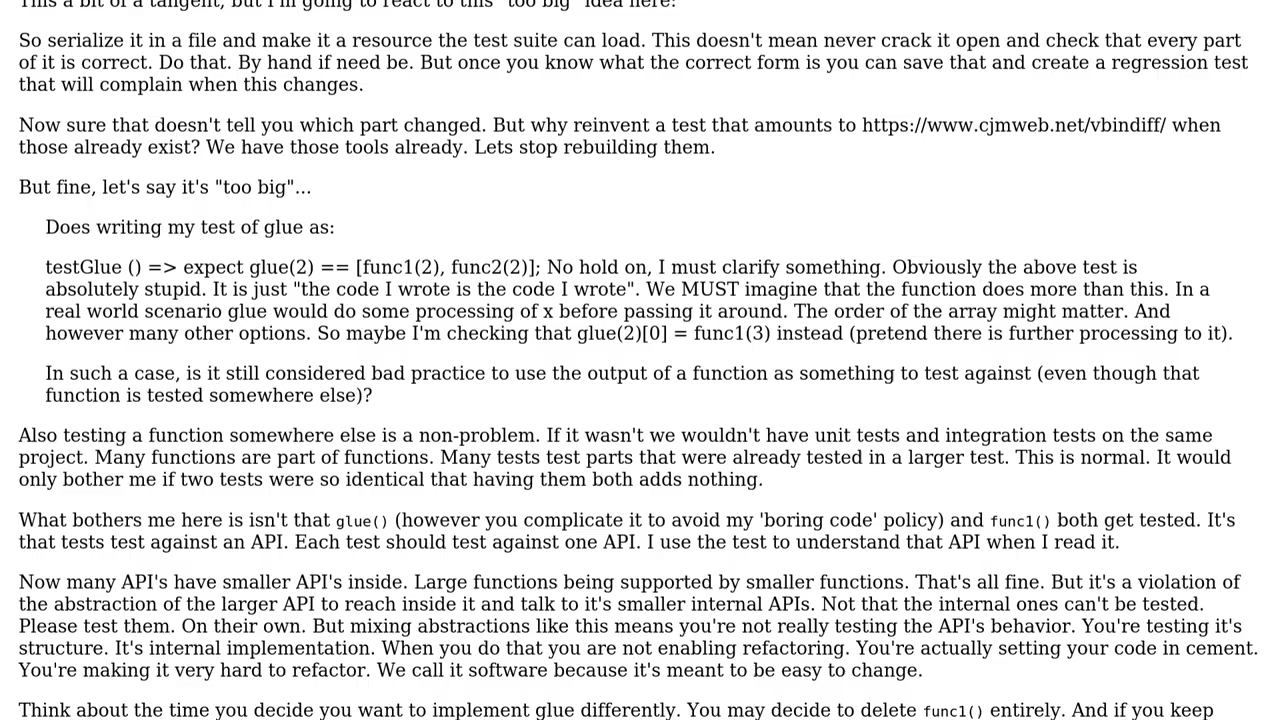 This a bit of a tangent, but I'm going to react to this "too big" idea here:
So serialize it in a file and make it a resource the test suite can load. This doesn't mean never crack it open and check that every part
of it is correct. Do that. By hand if need be. But once you know what the correct form is you can save that and create a regression test
that will complain when this changes.
Now sure that doesn't tell you which part changed. But why reinvent a test that amounts to https://www.cjmweb.net/vbindiff/ when
those already exist? We have those tools already. Lets stop rebuilding them.
But fine, let's say it's "too big"...
Does writing my test of glue as:
testGlue () => expect glue(2) == [func1(2), func2(2)]; No hold on, I must clarify something. Obviously the above test is
absolutely stupid. It is just "the code I wrote is the code I wrote". We MUST imagine that the function does more than this. In a
real world scenario glue would do some processing of x before passing it around. The order of the array might matter. And
however many other options. So maybe I'm checking that glue(2)[0] = func1(3) instead (pretend there is further processing to it).
In such a case, is it still considered bad practice to use the output of a function as something to test against (even though that
function is tested somewhere else)?
Also testing a function somewhere else is a non-problem. If it wasn't we wouldn't have unit tests and integration tests on the same
project. Many functions are part of functions. Many tests test parts that were already tested in a larger test. This is normal. It would
only bother me if two tests were so identical that having them both adds nothing.
What bothers me here is isn't that glue() (however you complicate it to avoid my 'boring code' policy) and func1() both get tested. It's
that tests test against an API. Each test should test against one API. I use the test to understand that API when I read it.
Now many API's have smaller API's inside. Large functions being supported by smaller functions. That's all fine. But it's a violation of
the abstraction of the larger API to reach inside it and talk to it's smaller internal APIs. Not that the internal ones can't be tested.
Please test them. On their own. But mixing abstractions like this means you're not really testing the API's behavior. You're testing it's
structure. It's internal implementation. When you do that you are not enabling refactoring. You're actually setting your code in cement.
You're making it very hard to refactor. We call it software because it's meant to be easy to change.
Think about the time you decide you want to implement glue differently. You may decide to delete func1() entirely. And if you keep